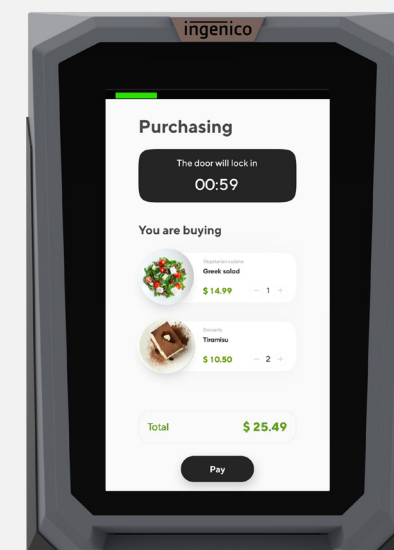 ingenico
Purchasing
The door will lock in
00:59
You are buying
Vegetarian cuisine
Greek salad
$ 14.99
− 1 +
Desserts
Tiramisu
$ 10.50
− 2 +
Total $ 25.49
Pay